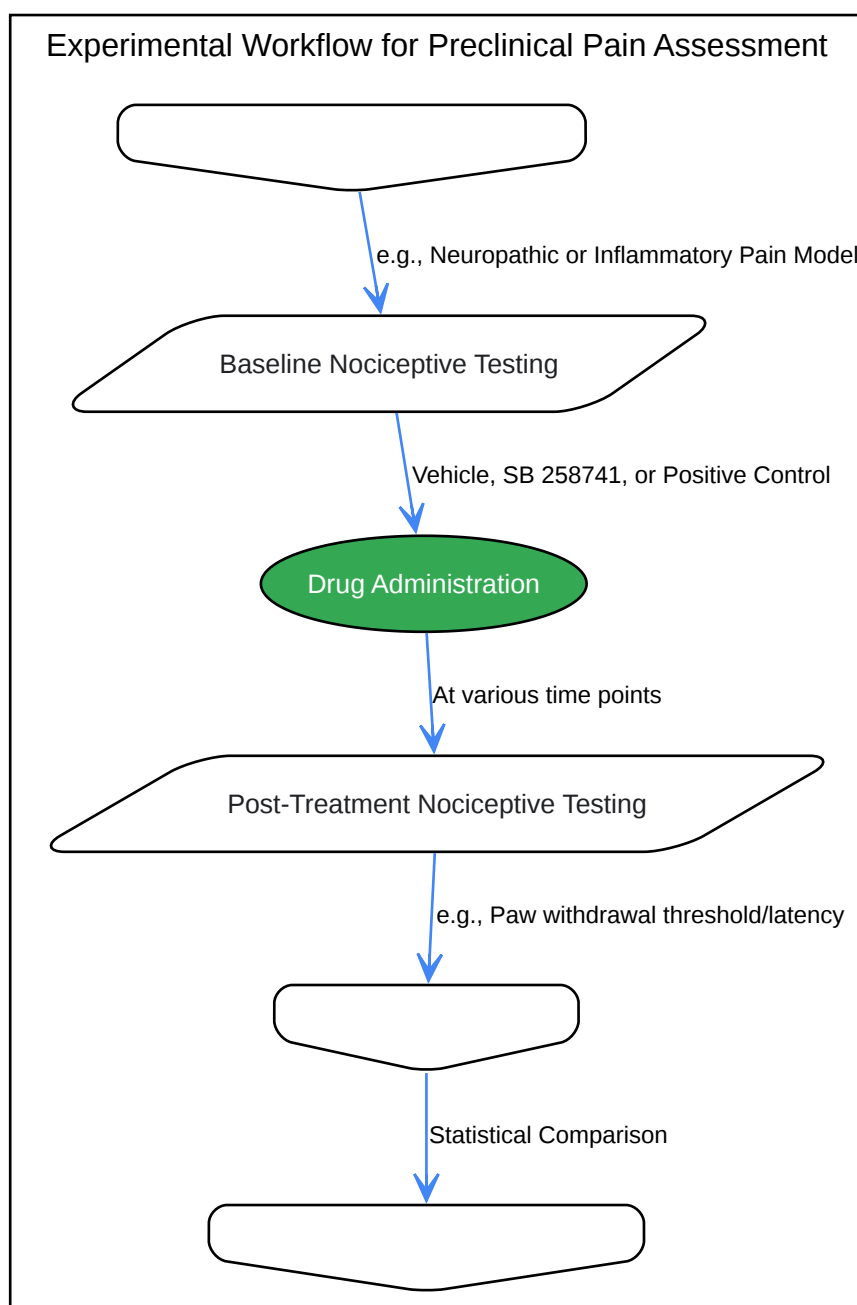 Experimental Workflow for Preclinical Pain Assessment
e.g., Neuropathic or Inflammatory Pain Model
Baseline Nociceptive Testing
Vehicle, SB 258741, or Positive Control
Drug Administration
At various time points
Post-Treatment Nociceptive Testing
e.g., Paw withdrawal threshold/latency
Statistical Comparison